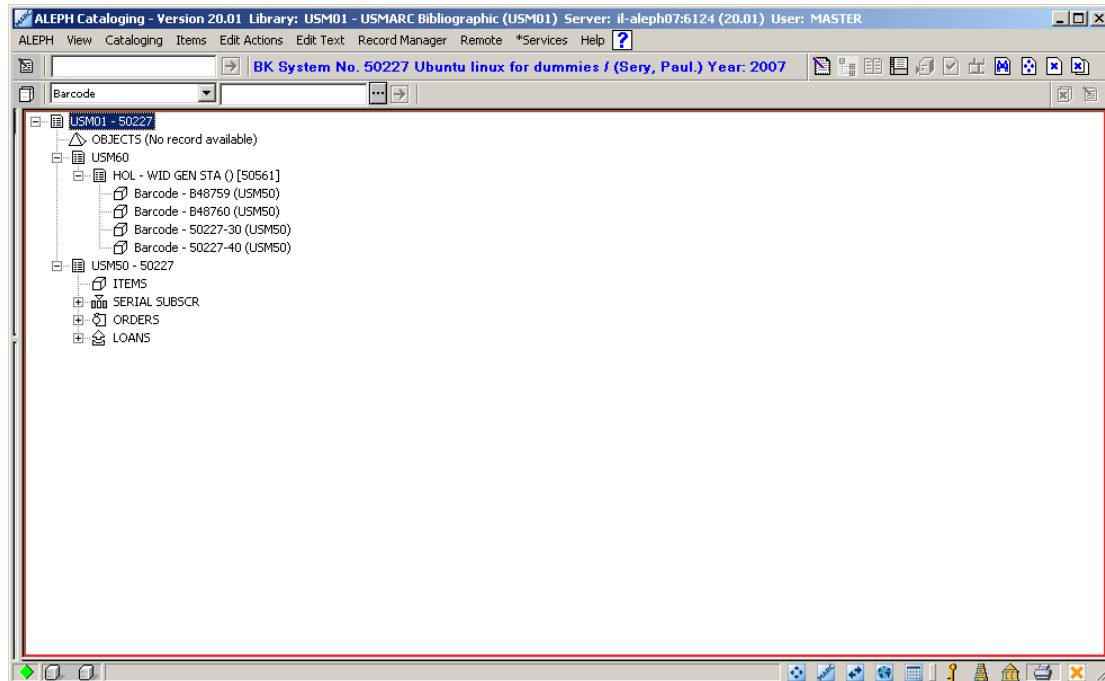 ALEPH Cataloging - Version 20.01 Library: USM01 - USMARC Bibliographic (USM01) Server: il-aleph07:6124 (20.01) User: MASTER
ALEPH View Cataloging Items Edit Actions Edit Text Record Manager Remote *Services Help ?
BK System No. 50227 Ubuntu linux for dummies / (Sery, Paul.) Year: 2007
Barcode
USM01 - 50227
OBJECTS (No record available)
USM60
HOL - WID GEN STA () [50561]
Barcode - B48759 (USM50)
Barcode - B48760 (USM50)
Barcode - 50227-30 (USM50)
Barcode - 50227-40 (USM50)
USM50 - 50227
ITEMS
SERIAL SUBSCR
ORDERS
LOANS